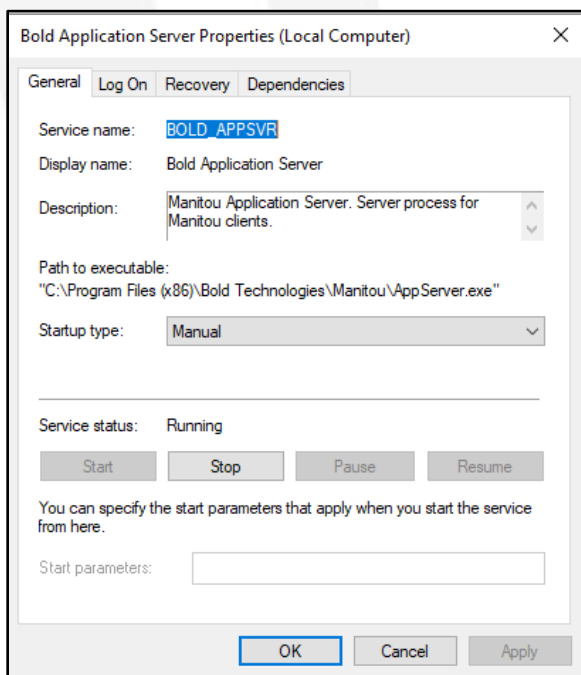 Bold Application Server Properties (Local Computer)
General Log On Recovery Dependencies
Service name: BOLD_APPSVR
Display name: Bold Application Server
Description: Manitou Application Server. Server process for
Manitou clients.
Path to executable:
"C:\Program Files (x86)\Bold Technologies\Manitou\AppServer.exe"
Startup type: Manual
Service status: Running
Start Stop Pause Resume
You can specify the start parameters that apply when you start the service
from here.
Start parameters:
OK Cancel Apply